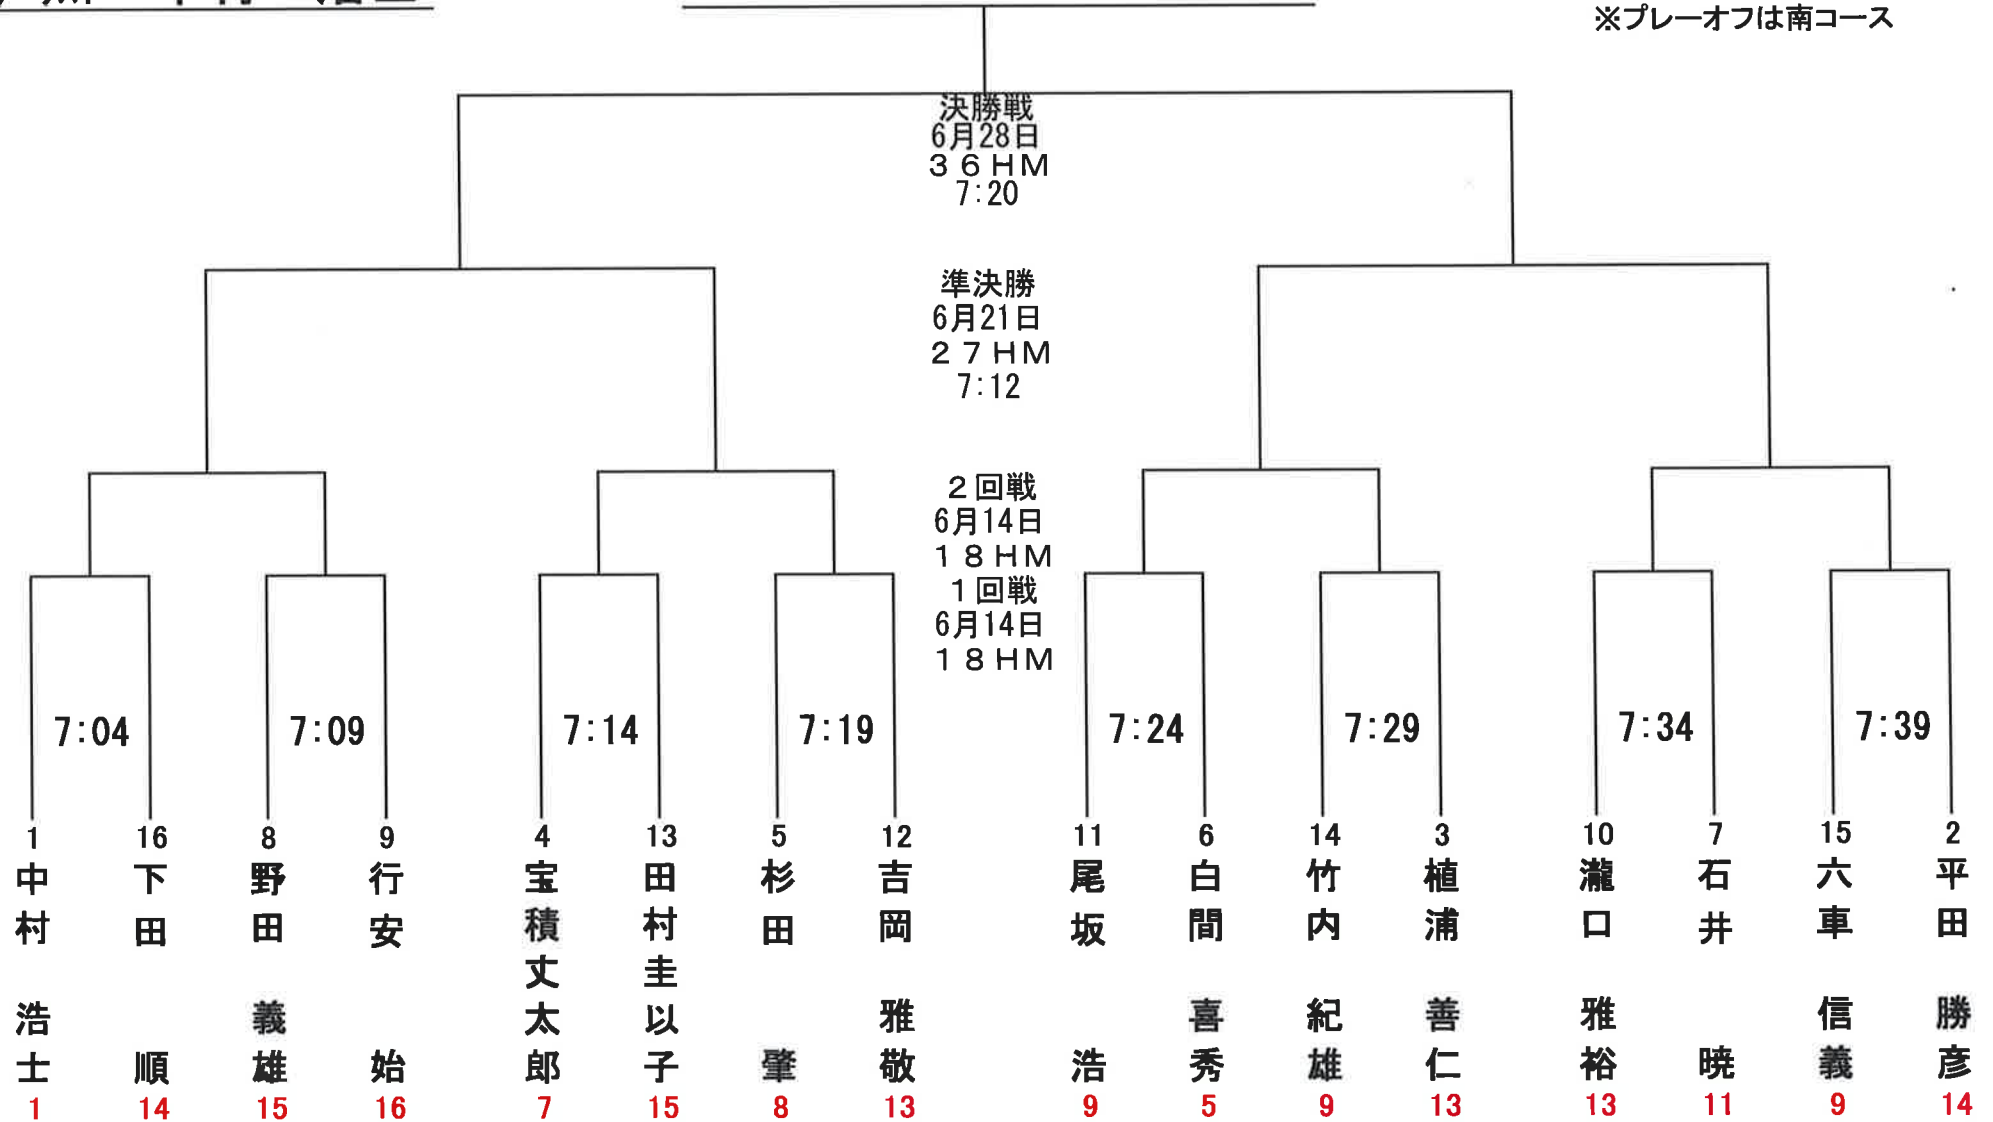 ※プレーオフは南コース
決勝戦
6月28日
36HM
7:20
準決勝
6月21日
27HM
7:12
2回戦
6月14日
18HM
1回戦
6月14日
18HM
7:04
7:09
7:14
7:19
7:24
7:29
7:34
7:39
1
中村 浩士
1
16
下田 順
14
8
野田 義雄
15
9
行安 始
16
4
宝積丈太郎
7
13
田村圭以子
15
5
杉田 肇
8
12
吉岡 雅敬
13
11
尾坂 浩
9
6
白間 喜秀
5
14
竹内 紀雄
9
3
植浦 善仁
13
10
瀧口 雅裕
13
7
石井 暁
11
15
六車 信義
9
2
平田 勝彦
14